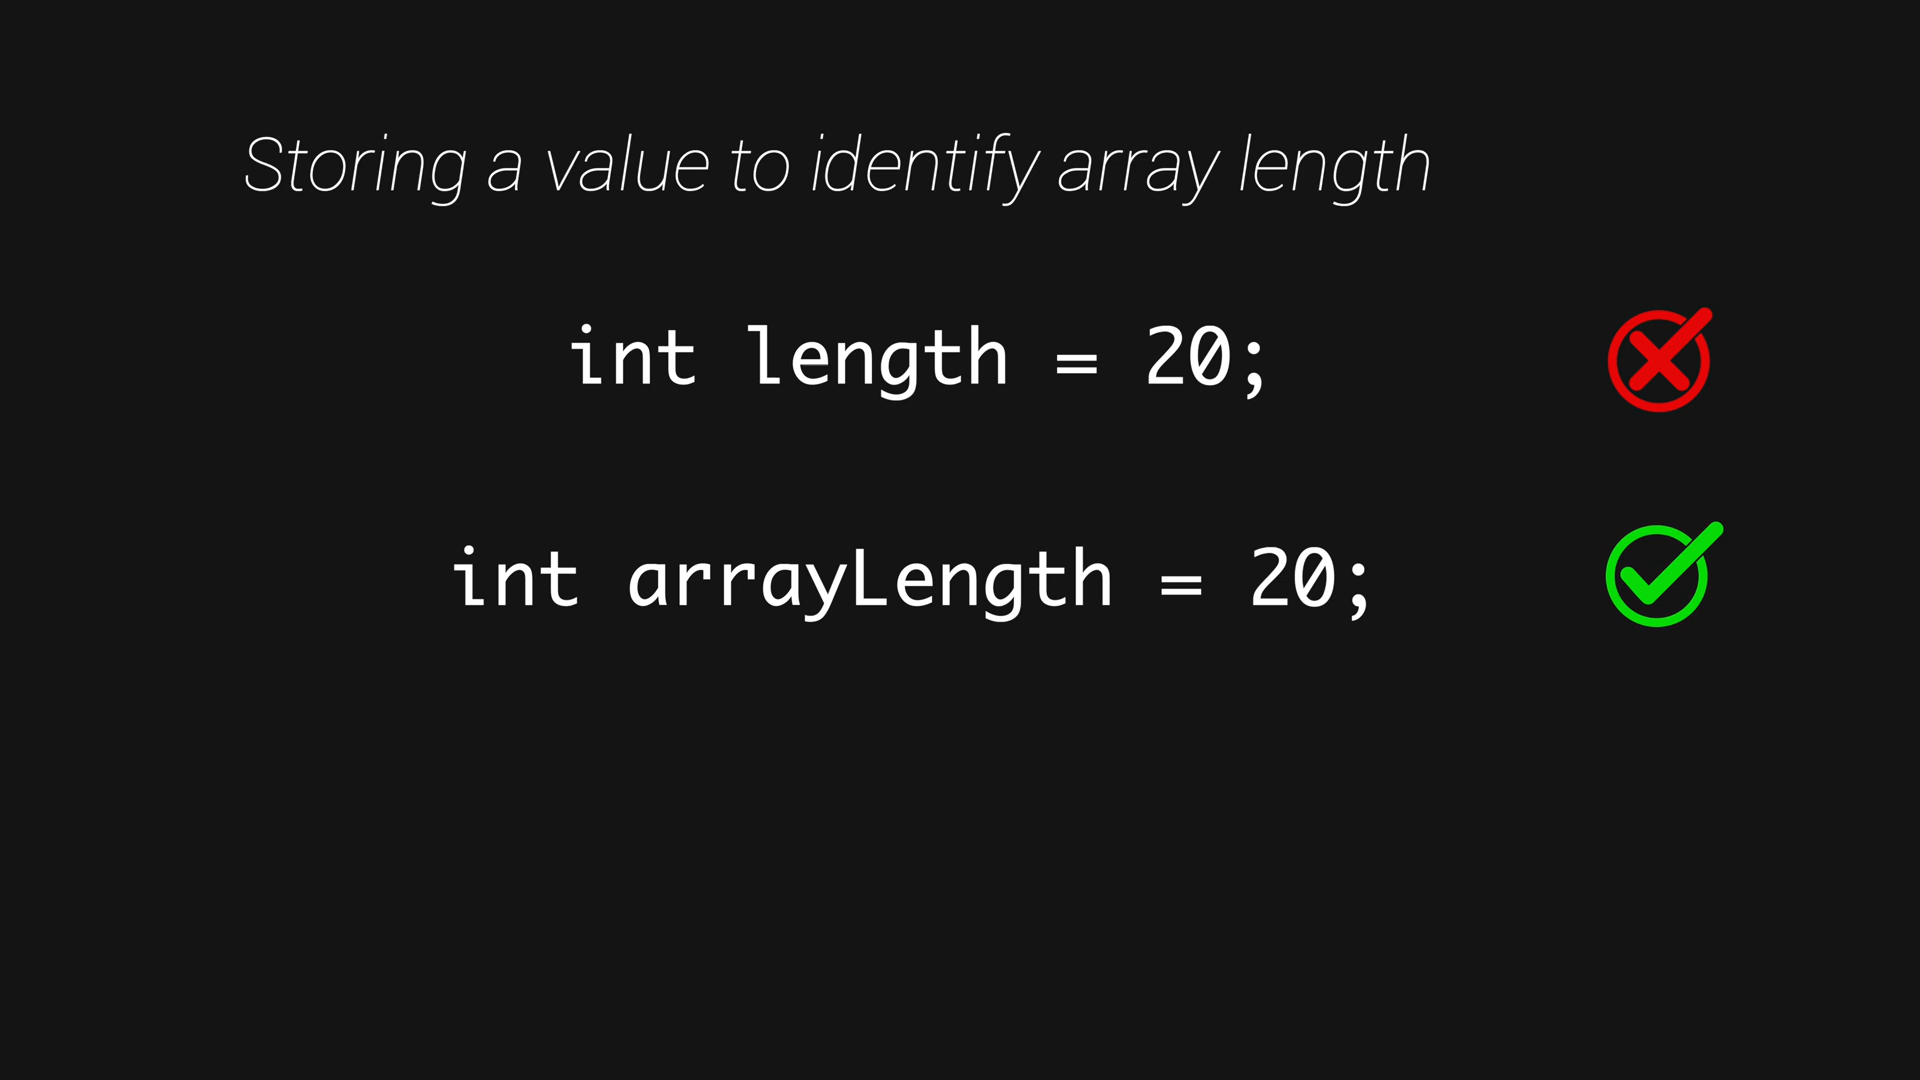 Storing a value to identify array length
int length = 20;
int arrayLength = 20;